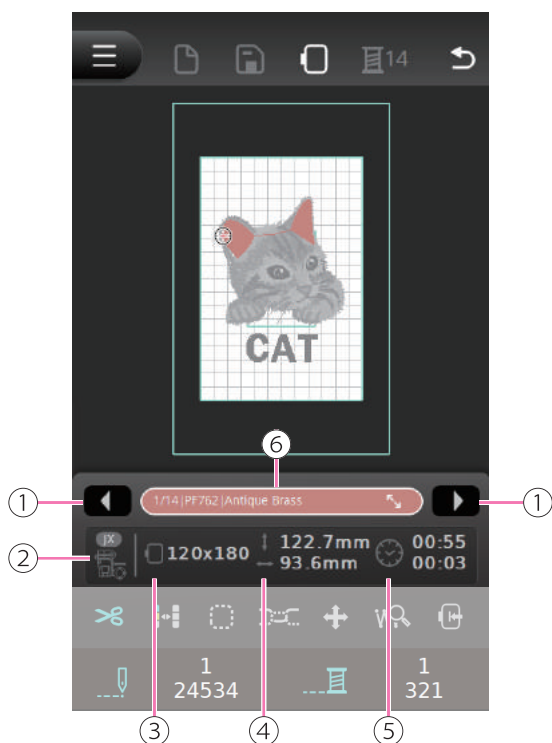 14
CAT
⑥
① 1/14|PF762|Antique Brass ①
② JX
120x180 122.7mm 00:55
93.6mm 00:03
1 1
24534 321
③ ④ ⑤